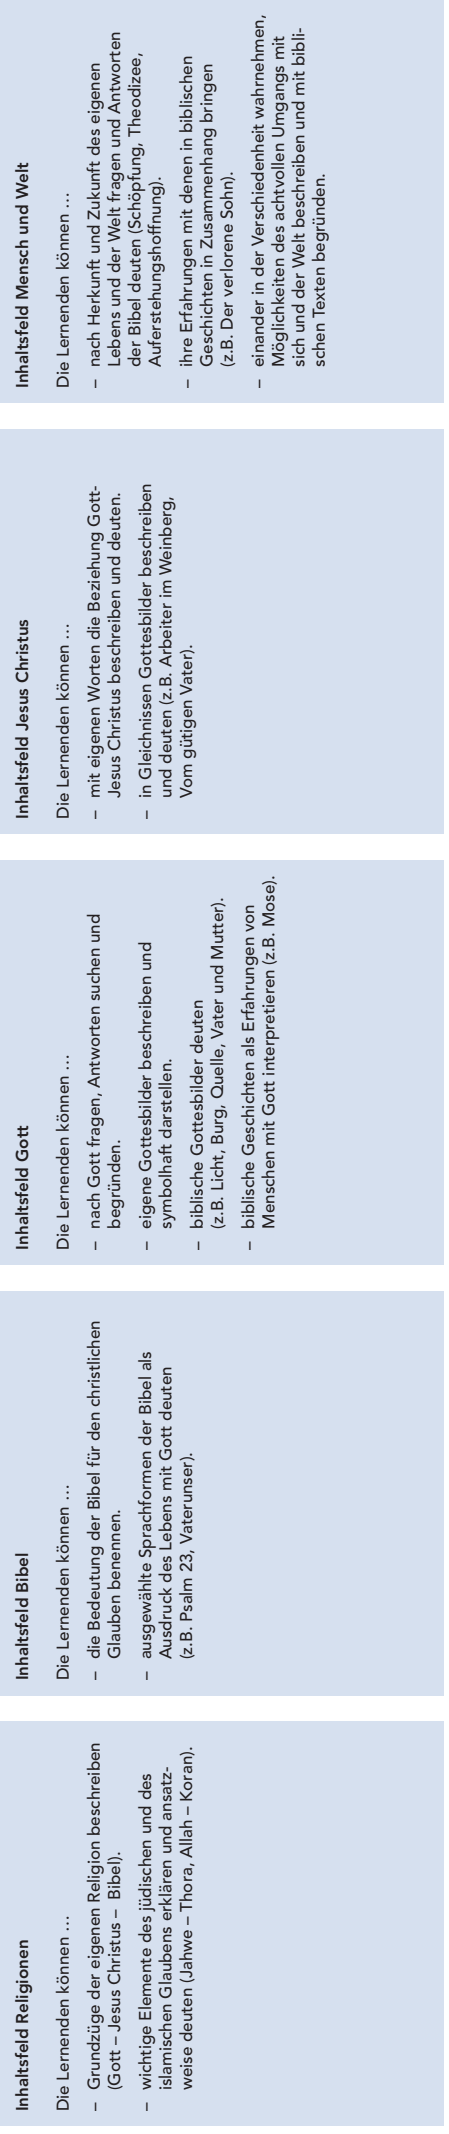 Inhaltsfeld Religionen
Die Lernenden können …
– Grundzüge der eigenen Religion beschreiben
(Gott – Jesus Christus – Bibel).
– wichtige Elemente des jüdischen und des
islamischen Glaubens erklären und ansatz-
weise deuten (Jahwe – Thora, Allah – Koran).
Inhaltsfeld Bibel
Die Lernenden können …
– die Bedeutung der Bibel für den christlichen
Glauben benennen.
– ausgewählte Sprachformen der Bibel als
Ausdruck des Lebens mit Gott deuten
(z.B. Psalm 23, Vaterunser).
Inhaltsfeld Gott
Die Lernenden können …
– nach Gott fragen, Antworten suchen und
begründen.
– eigene Gottesbilder beschreiben und
symbolhaft darstellen.
– biblische Gottesbilder deuten
(z.B. Licht, Burg, Quelle, Vater und Mutter).
– biblische Geschichten als Erfahrungen von
Menschen mit Gott interpretieren (z.B. Mose).
Inhaltsfeld Jesus Christus
Die Lernenden können …
– mit eigenen Worten die Beziehung Gott-
Jesus Christus beschreiben und deuten.
– in Gleichnissen Gottesbilder beschreiben
und deuten (z.B. Arbeiter im Weinberg,
Vom gütigen Vater).
Inhaltsfeld Mensch und Welt
Die Lernenden können …
– nach Herkunft und Zukunft des eigenen
Lebens und der Welt fragen und Antworten
der Bibel deuten (Schöpfung, Theodizee,
Auferstehungshoffnung).
– ihre Erfahrungen mit denen in biblischen
Geschichten in Zusammenhang bringen
(z.B. Der verlorene Sohn).
– einander in der Verschiedenheit wahrnehmen,
Möglichkeiten des achtvollen Umgangs mit
sich und der Welt beschreiben und mit bibli-
schen Texten begründen.